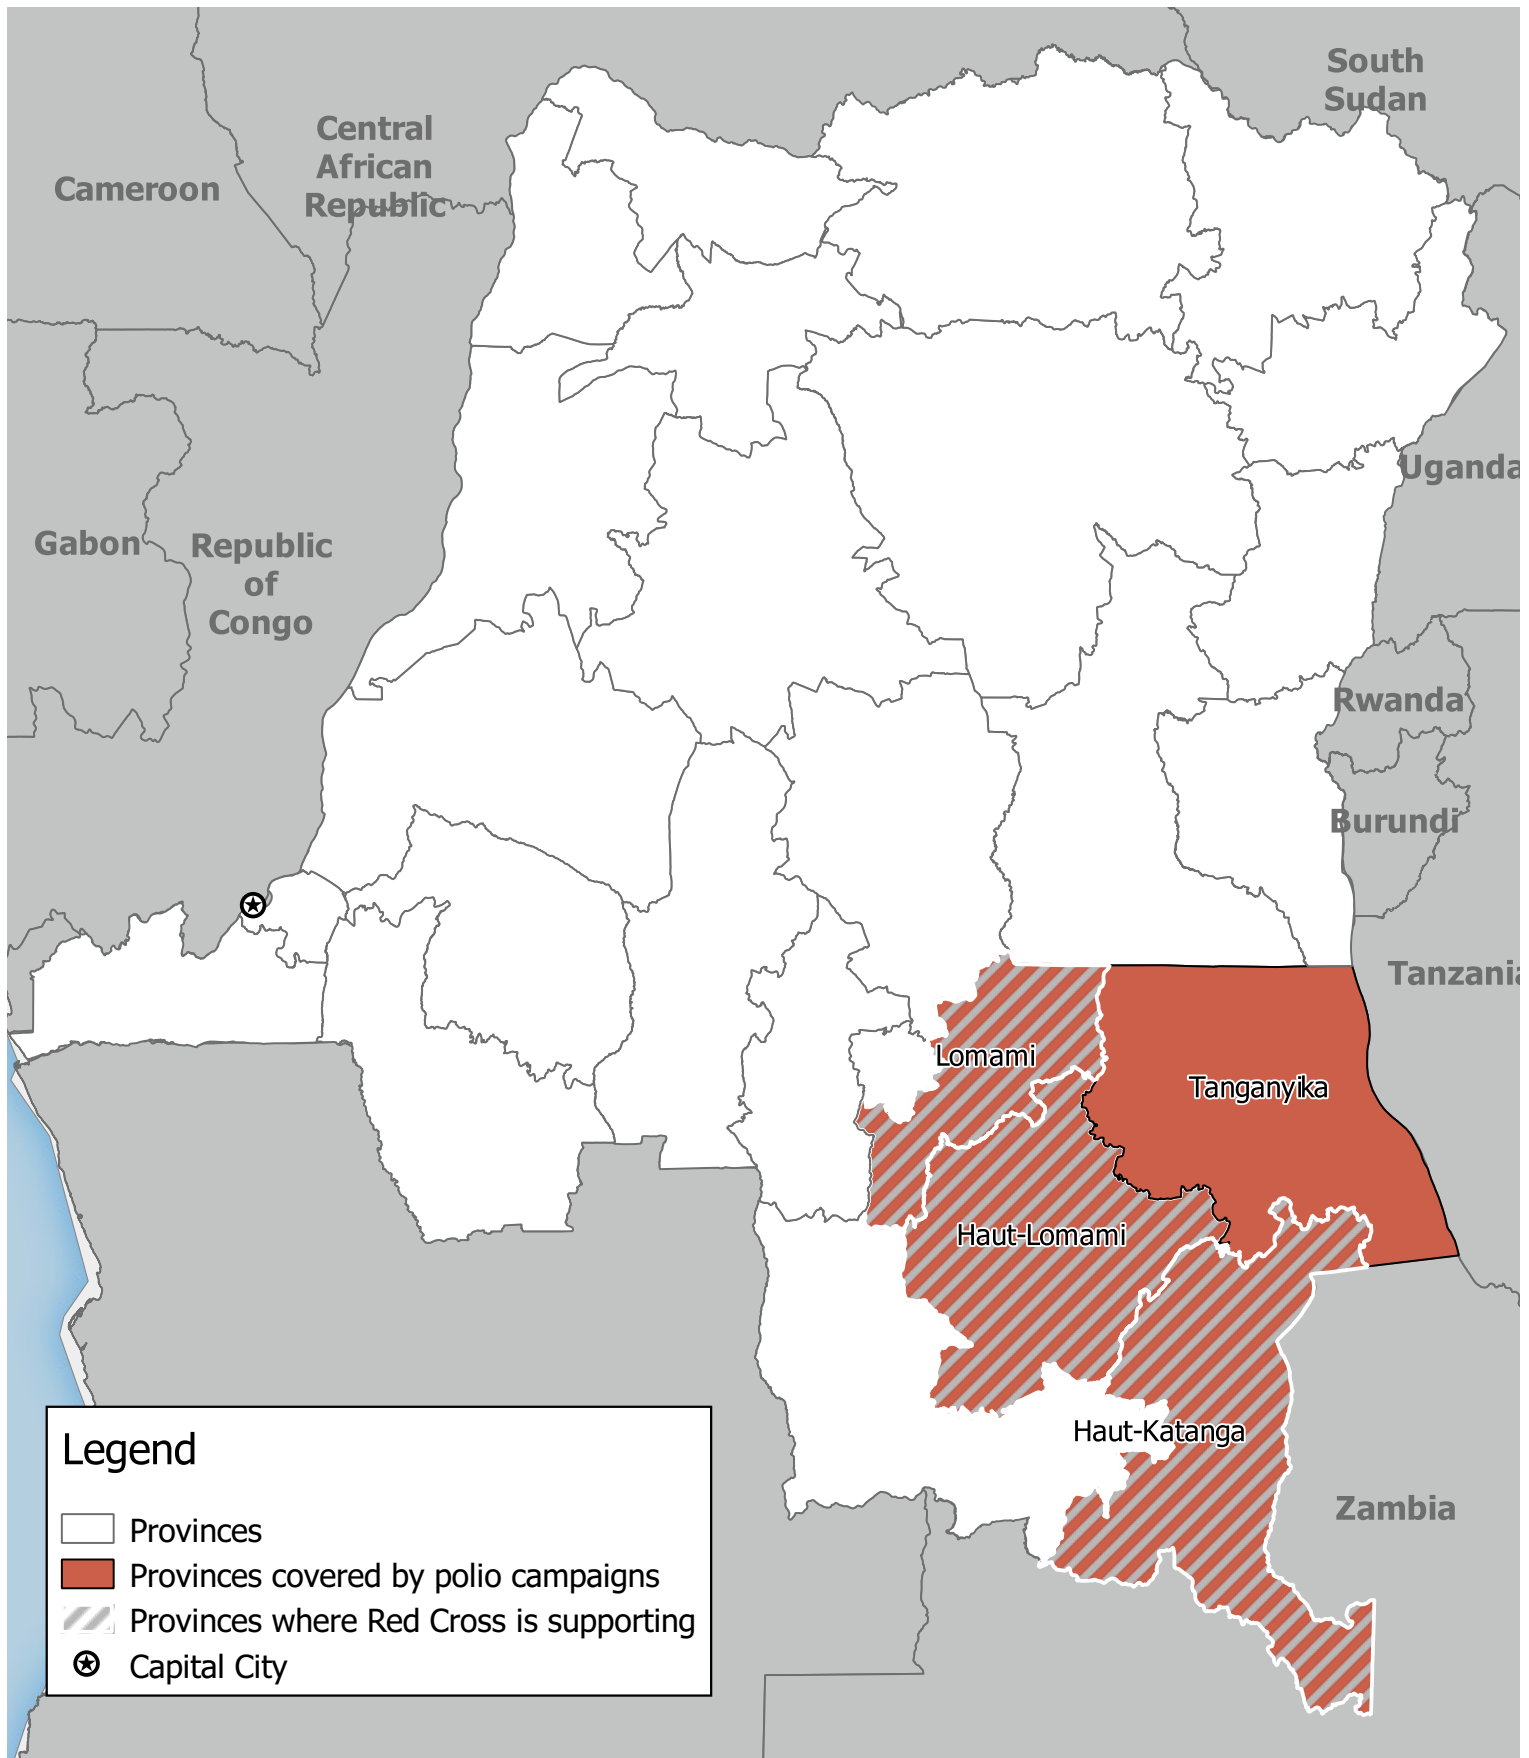 South
Sudan
Central
African
Republic
Cameroon
Uganda
Gabon
Republic
of
Congo
Rwanda
Burundi
Tanzania
Lomami
Tanganyika
Haut-Lomami
Haut-Katanga
Zambia
Legend
Provinces
Provinces covered by polio campaigns
Provinces where Red Cross is supporting
Capital City